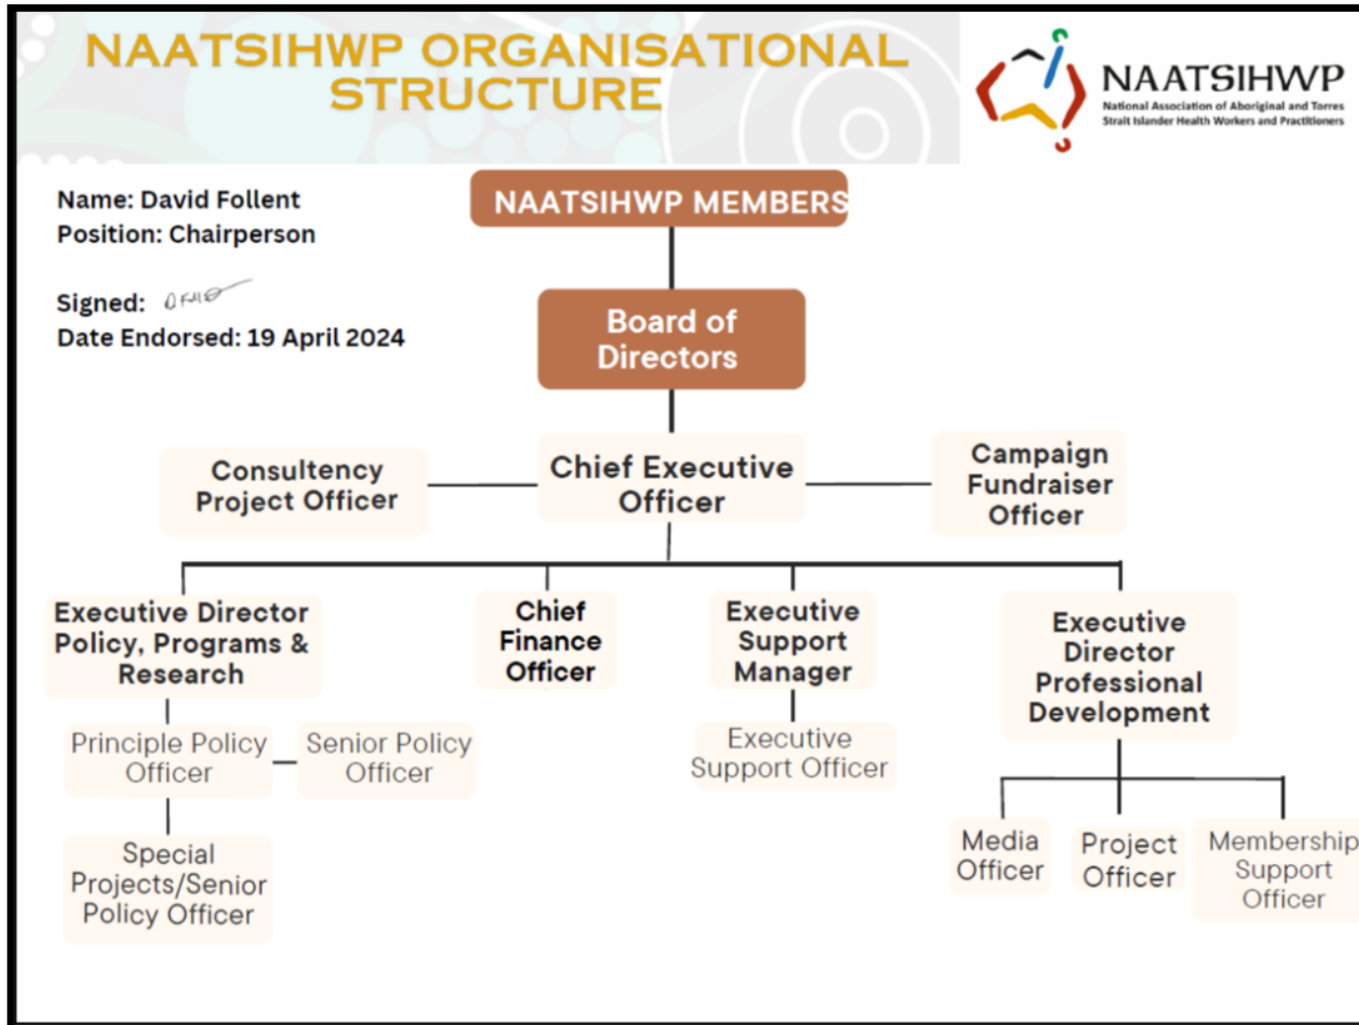 NAATSIHWP ORGANISATIONAL
STRUCTURE
NAATSIHWP
National Association of Aboriginal and Torres
Strait Islander Health Workers and Practitioners
Name: David Follent
Position: Chairperson
Signed:
Date Endorsed: 19 April 2024
NAATSIHWP MEMBERS
Board of
Directors
Consultency
Project Officer
Chief Executive
Officer
Campaign
Fundraiser
Officer
Executive Director
Policy, Programs &
Research
Chief
Finance
Officer
Executive
Support
Manager
Executive
Director
Professional
Development
Principle Policy
Officer
Senior Policy
Officer
Executive
Support Officer
Special
Projects/Senior
Policy Officer
Media
Officer
Project
Officer
Membership
Support
Officer